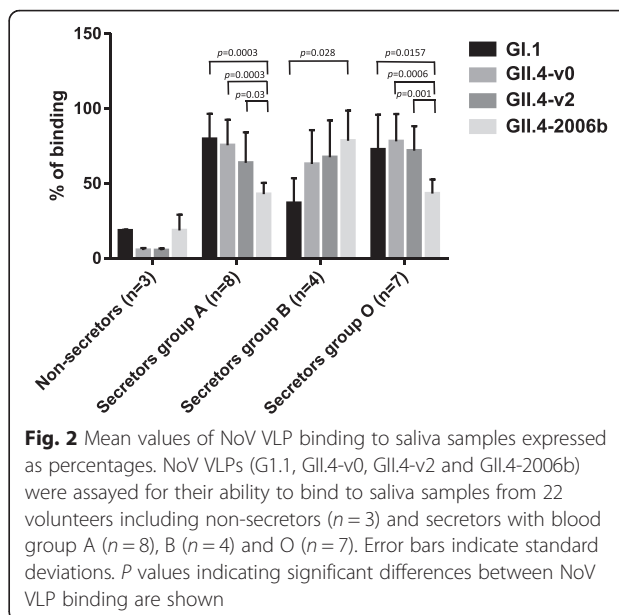 150
100
50
0
% of binding
p=0.0003
p=0.0003
p=0.03
p=0.028
p=0.0157
p=0.0006
p=0.001
GI.1
GII.4-v0
GII.4-v2
GII.4-2006b
Non-secretors (n=3)
Secretors group A (n=8)
Secretors group B (n=4)
Secretors group O (n=7)
Fig. 2 Mean values of NoV VLP binding to saliva samples expressed
as percentages. NoV VLPs (G1.1, GII.4-v0, GII.4-v2 and GII.4-2006b)
were assayed for their ability to bind to saliva samples from 22
volunteers including non-secretors (n = 3) and secretors with blood
group A (n = 8), B (n = 4) and O (n = 7). Error bars indicate standard
deviations. P values indicating significant differences between NoV
VLP binding are shown